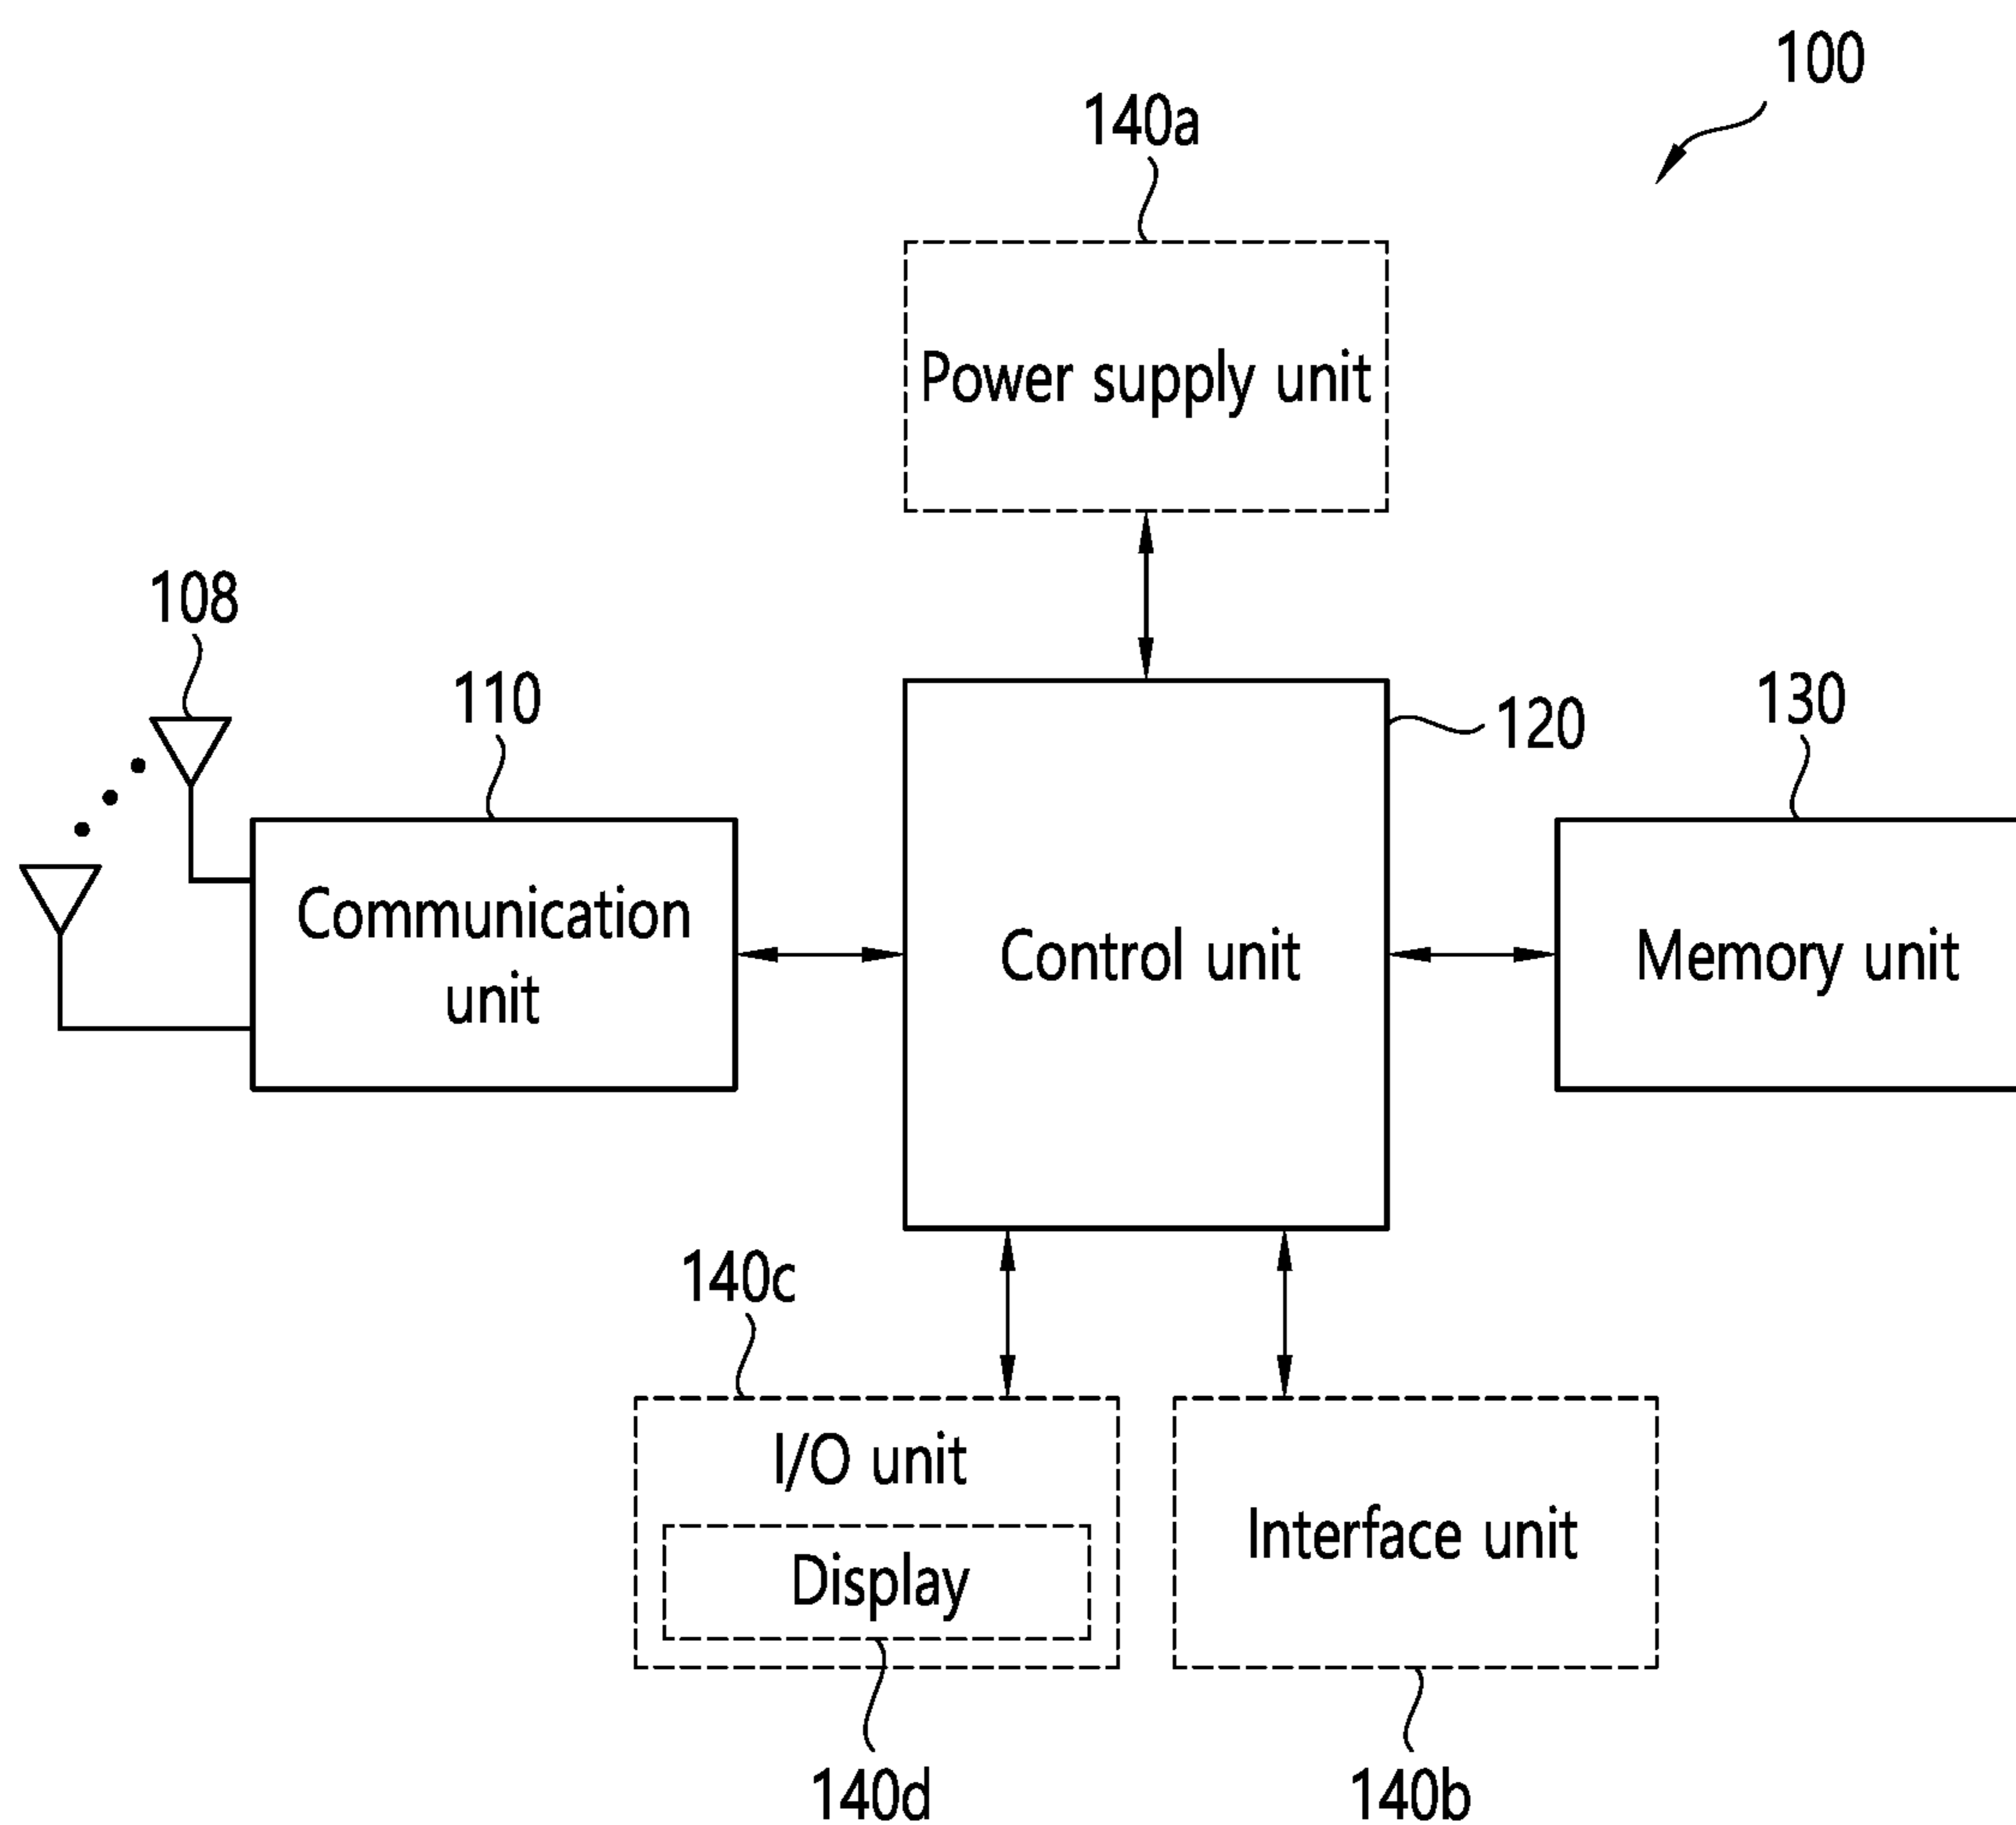 100
140a
Power supply unit
108
110
120
130
Communication
unit
Control unit
Memory unit
140c
I/O unit
Display
Interface unit
140d
140b